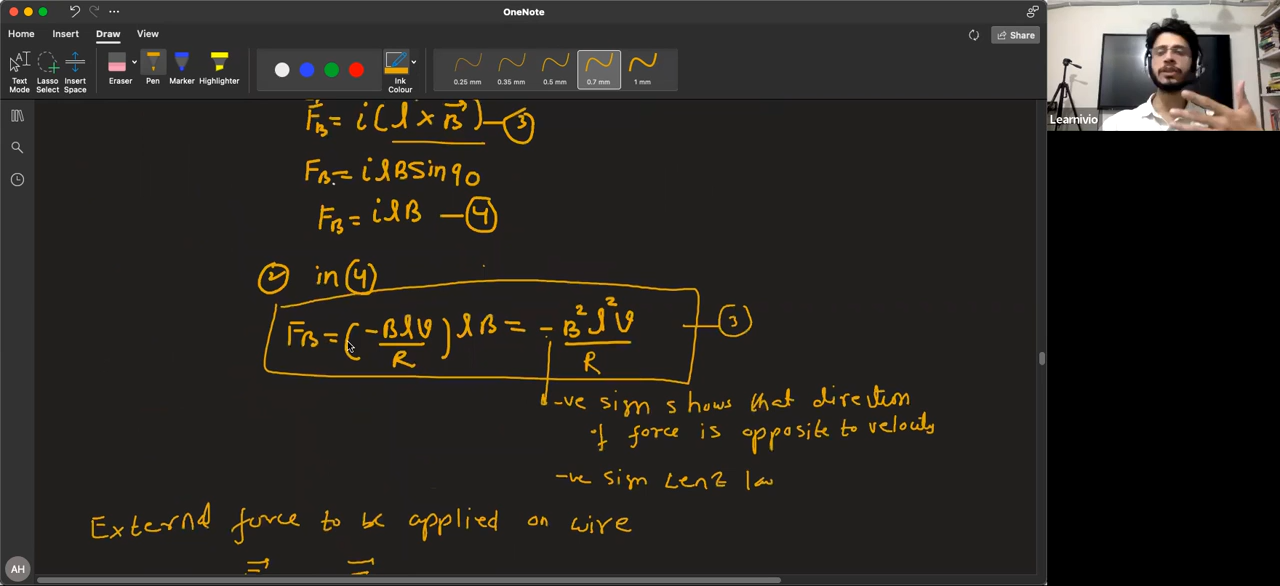 OneNote
Home Insert Draw View
Share
Text Mode
Lasso Select
Insert Space
Eraser
Pen
Marker
Highlighter
Ink Colour
0.25 mm
0.35 mm
0.5 mm
0.7 mm
1 mm
Learnivio
F⃗B = i(l × B⃗) — ③
FB = ilBSin90
FB = ilB — ④
② in ④
FB = (-Blv/R) lB = -B²l²v/R — ③
-ve sign shows that direction
of force is opposite to velocity
-ve sign Lenz law
External force to be applied on wire
AH